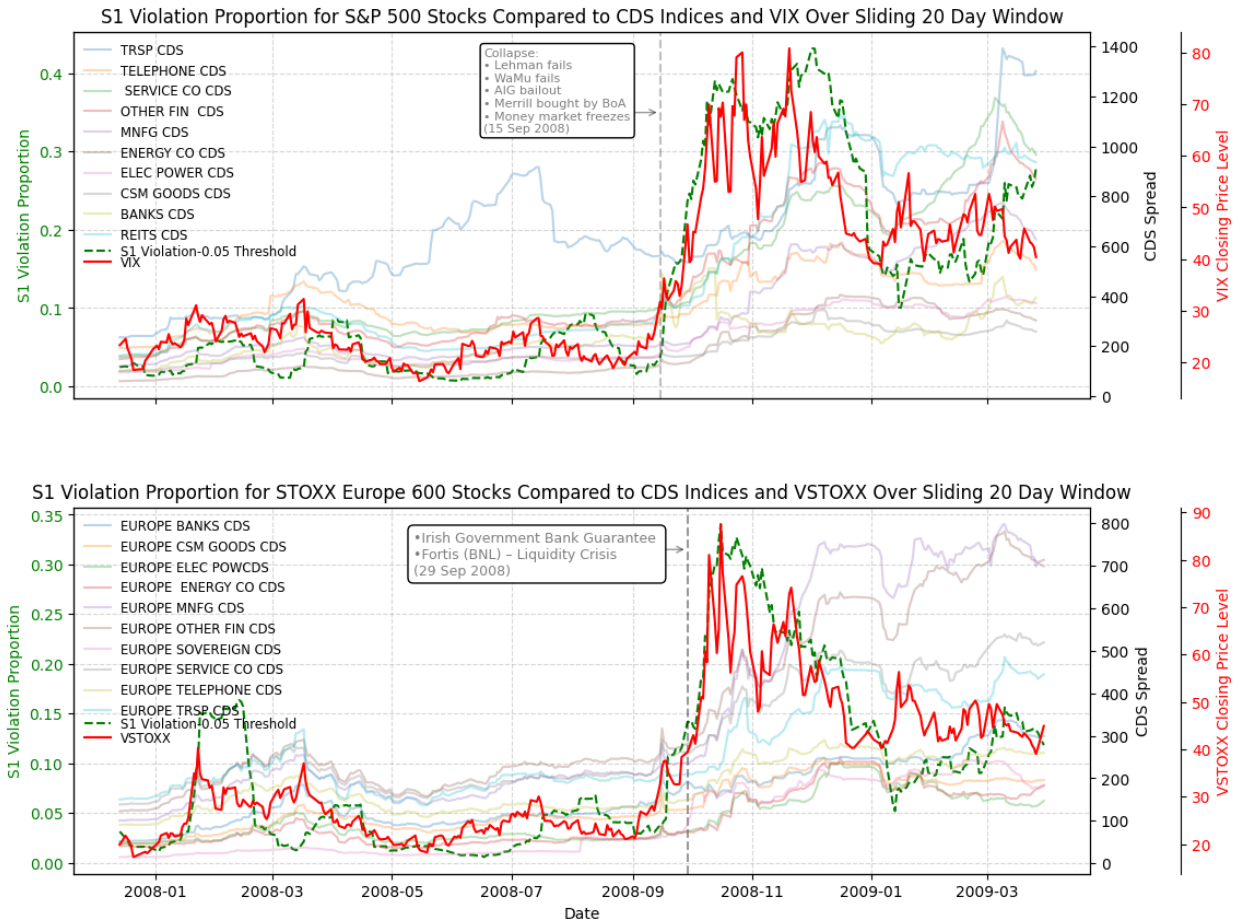 S1 Violation Proportion for S&P 500 Stocks Compared to CDS Indices and VIX Over Sliding 20 Day Window
S1 Violation Proportion
0.4
0.3
0.2
0.1
0.0
TRSP CDS
TELEPHONE CDS
SERVICE CO CDS
OTHER FIN  CDS
MNFG CDS
ENERGY CO CDS
ELEC POWER CDS
CSM GOODS CDS
BANKS CDS
REITS CDS
S1 Violation-0.05 Threshold
VIX
Collapse:
• Lehman fails
• WaMu fails
• AIG bailout
• Merrill bought by BoA
• Money market freezes
(15 Sep 2008)
1400
1200
1000
800
600
400
200
0
CDS Spread
80
70
60
50
40
30
20
VIX Closing Price Level
S1 Violation Proportion for STOXX Europe 600 Stocks Compared to CDS Indices and VSTOXX Over Sliding 20 Day Window
S1 Violation Proportion
0.35
0.30
0.25
0.20
0.15
0.10
0.05
0.00
EUROPE BANKS CDS
EUROPE CSM GOODS CDS
EUROPE ELEC POWCDS
EUROPE  ENERGY CO CDS
EUROPE MNFG CDS
EUROPE OTHER FIN CDS
EUROPE SOVEREIGN CDS
EUROPE SERVICE CO CDS
EUROPE TELEPHONE CDS
EUROPE TRSP CDS
S1 Violation-0.05 Threshold
VSTOXX
•Irish Government Bank Guarantee
•Fortis (BNL) – Liquidity Crisis
(29 Sep 2008)
800
700
600
500
400
300
200
100
0
CDS Spread
90
80
70
60
50
40
30
20
VSTOXX Closing Price Level
2008-01 2008-03 2008-05 2008-07 2008-09 2008-11 2009-01 2009-03
Date